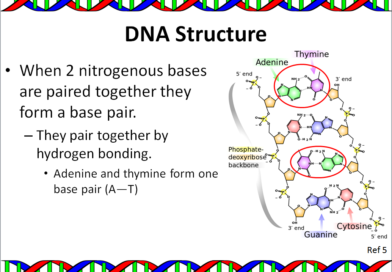 DNA Structure
• When 2 nitrogenous bases
are paired together they
form a base pair.
– They pair together by
hydrogen bonding.
• Adenine and thymine form one
base pair (A—T)
Thymine
Adenine
5' end
3' end
Phosphate-
deoxyribose
backbone
3' end
Cytosine
Guanine
5' end
Ref 5